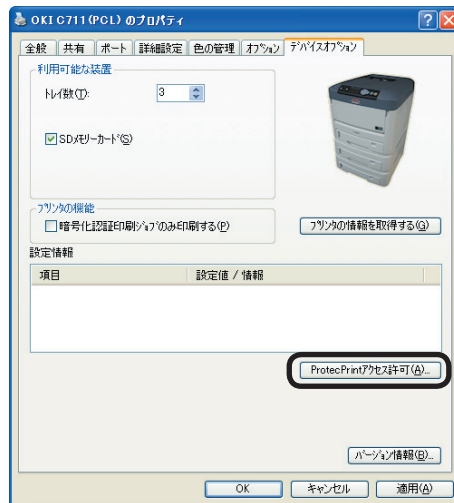 OKI C711(PCL) のプロパティ
全般 共有 ポート 詳細設定 色の管理 オプション デバイスオプション
利用可能な装置
トレイ数(T): 3
SDメモリーカード(S)
プリンタの機能
暗号化認証印刷ジョブのみ印刷する(P)
プリンタの情報を取得する(G)
設定情報
項目 設定値 / 情報
ProtecPrintアクセス許可(A)...
バージョン情報(B)...
OK キャンセル 適用(A)